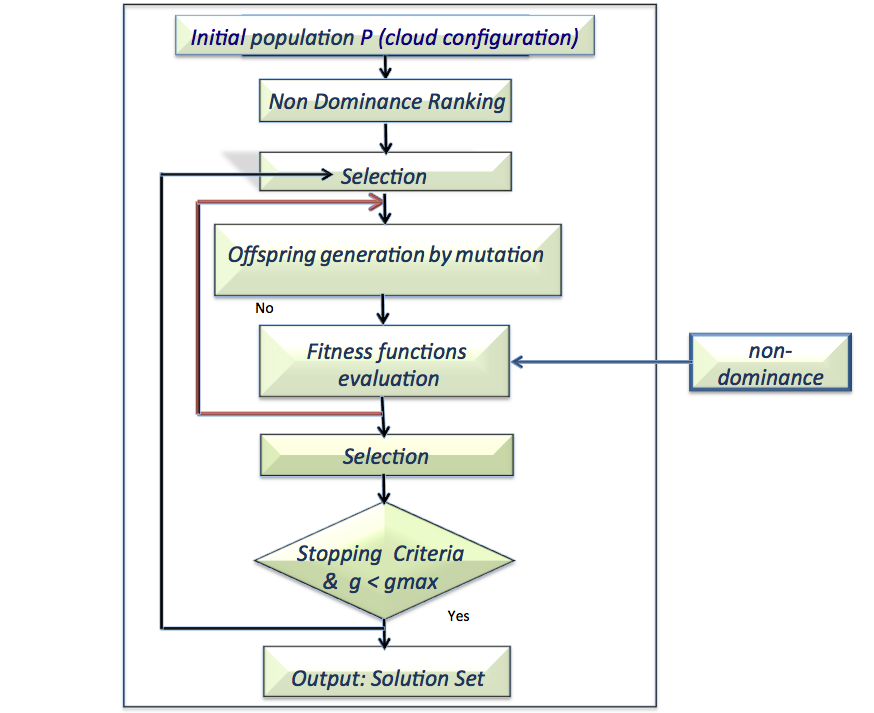 Initial population P (cloud configuration)
Non Dominance Ranking
Selection
Offspring generation by mutation
No
Fitness functions
evaluation
non-
dominance
Selection
Stopping Criteria
& g < gmax
Yes
Output: Solution Set